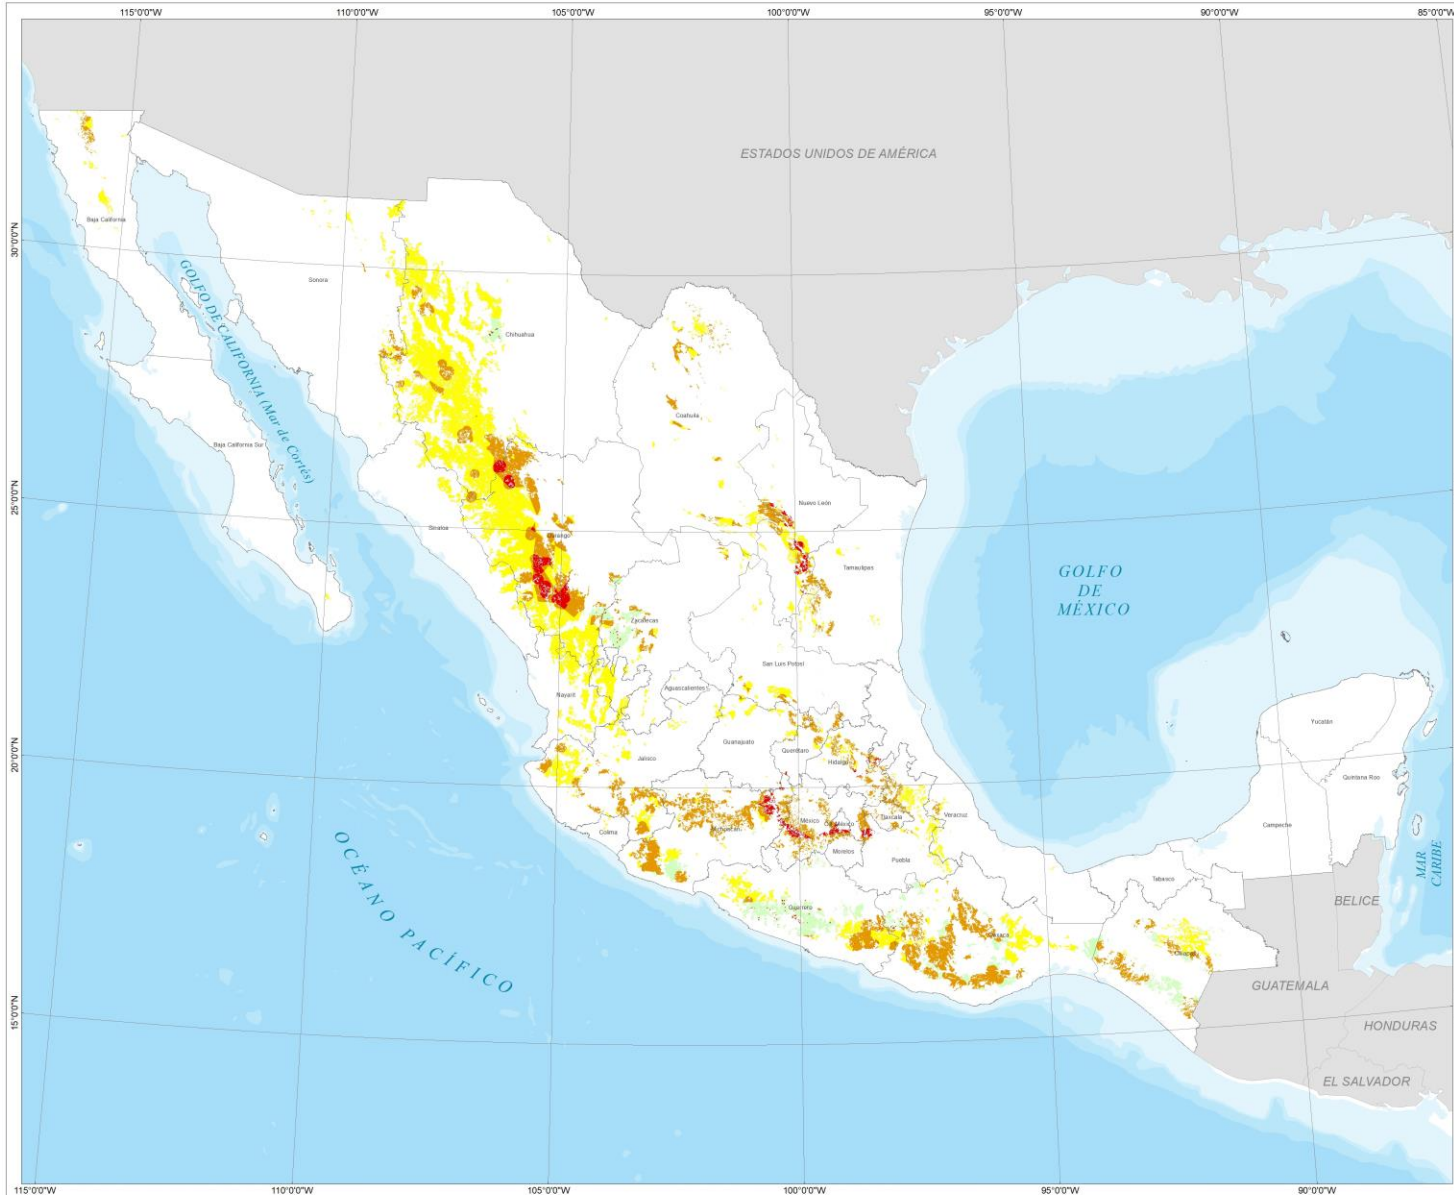 115°0'0"W
110°0'0"W
105°0'0"W
100°0'0"W
95°0'0"W
90°0'0"W
85°0'0"W
ESTADOS UNIDOS DE AMÉRICA
30°0'0"N
Baja California
Sonora
GOLFO DE CALIFORNIA (Mar de Cortés)
Chihuahua
Coahuila
Baja California Sur
25°0'0"N
Nuevo León
Sinaloa
Durango
Tamaulipas
GOLFO
DE
MÉXICO
Zacatecas
San Luis Potosí
Nayarit
Aguascalientes
Yucatán
20°0'0"N
Guanajuato
Querétaro
Jalisco
Hidalgo
Quintana Roo
México
Tlaxcala
Veracruz
Colima
Michoacán
Campeche
Morelos
Puebla
MAR
CARIBE
Tabasco
OCÉANO PACÍFICO
Guerrero
Oaxaca
BELICE
Chiapas
GUATEMALA
15°0'0"N
HONDURAS
EL SALVADOR
115°0'0"W
110°0'0"W
105°0'0"W
100°0'0"W
95°0'0"W
90°0'0"W